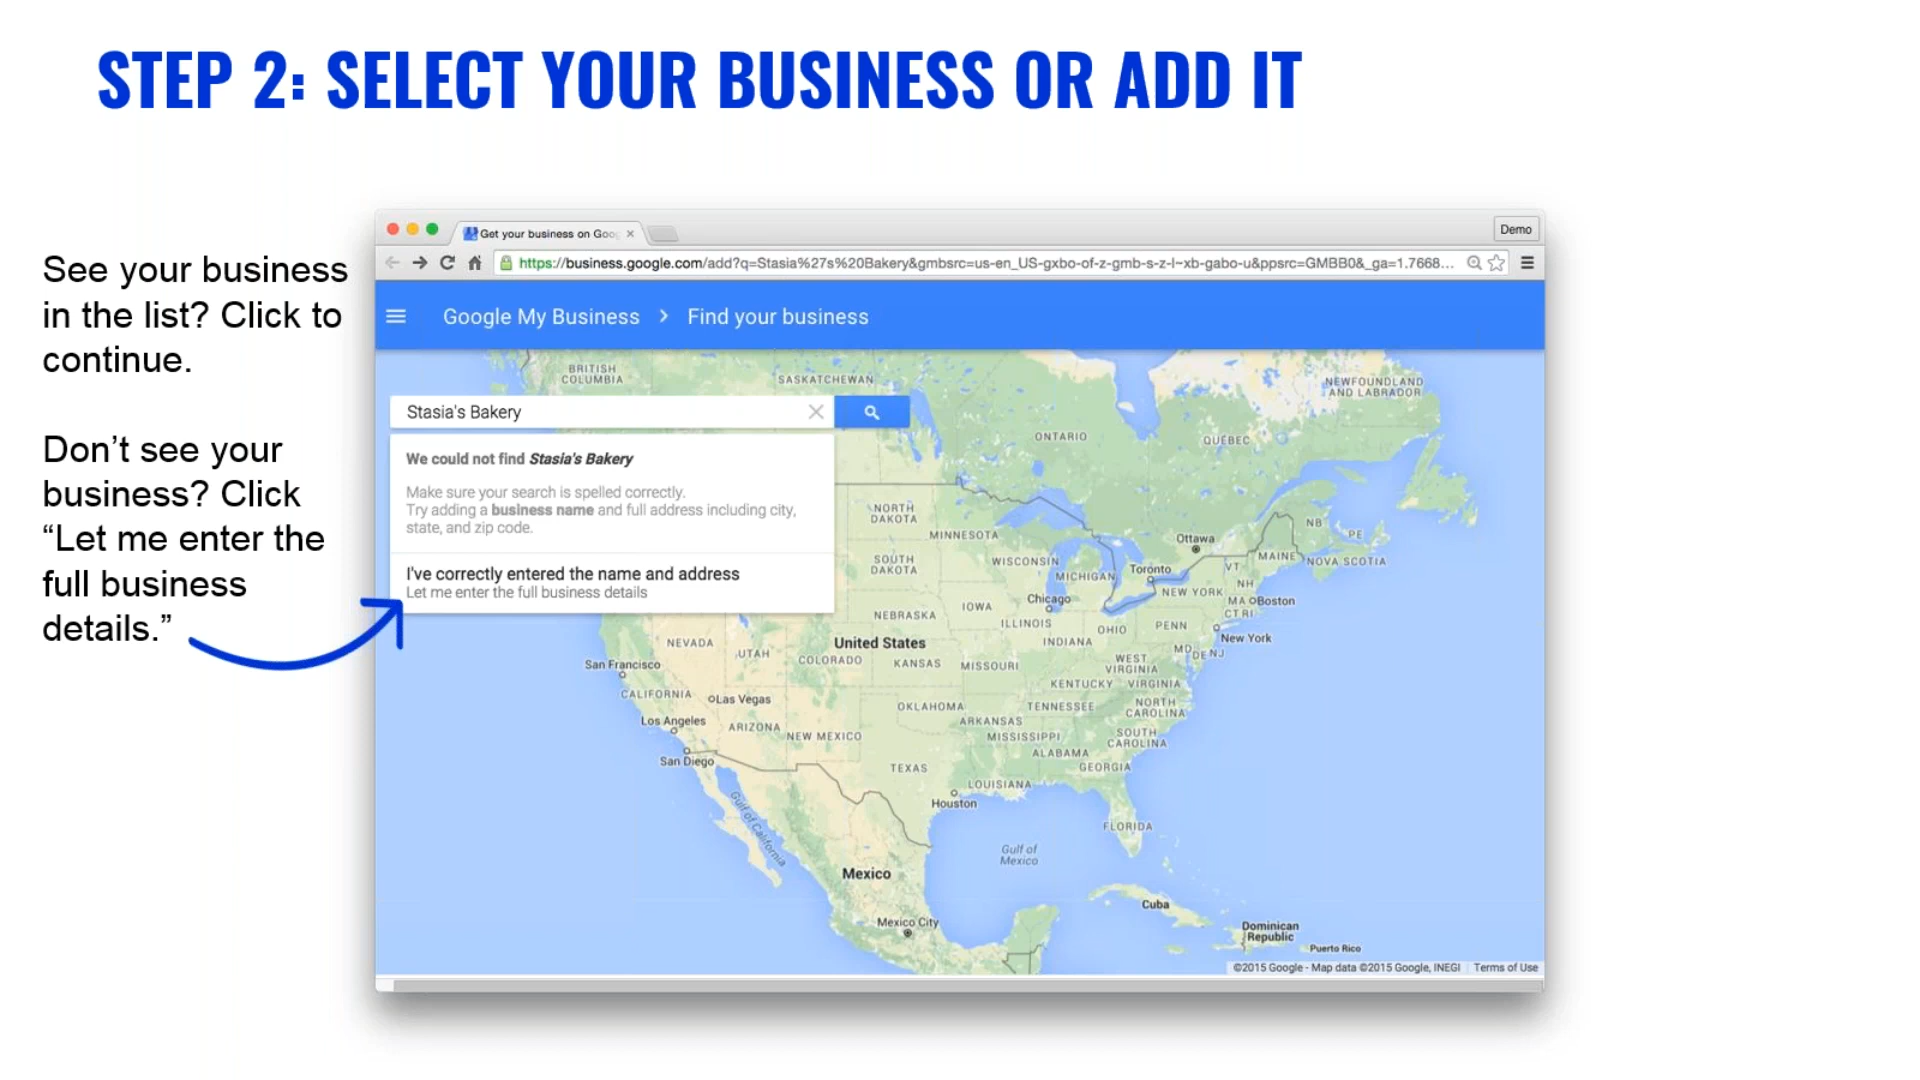 STEP 2: SELECT YOUR BUSINESS OR ADD IT
See your business
in the list? Click to
continue.
Don’t see your
business? Click
“Let me enter the
full business
details.”
Get your business on Goog
Demo
https://business.google.com/add?q=Stasia%27s%20Bakery&gmbsrc=us-en_US-gxbo-of-z-gmb-s-z-l~xb-gabo-u&ppsrc=GMBB0&_ga=1.7668...
Google My Business > Find your business
Stasia's Bakery
We could not find Stasia's Bakery
Make sure your search is spelled correctly.
Try adding a business name and full address including city,
state, and zip code.
I've correctly entered the name and address
Let me enter the full business details
BRITISH
COLUMBIA
SASKATCHEWAN
NEWFOUNDLAND
AND LABRADOR
ONTARIO
QUÉBEC
NORTH
DAKOTA
MINNESOTA
Ottawa
NB
PE
MAINE
NOVA SCOTIA
SOUTH
DAKOTA
WISCONSIN
MICHIGAN
Toronto
VT
NH
NEW YORK
MA
Boston
CT
RI
Chicago
IOWA
NEBRASKA
ILLINOIS
INDIANA
OHIO
PENN
New York
MD
DE
NJ
NEVADA
UTAH
United States
COLORADO
KANSAS
MISSOURI
WEST
VIRGINIA
KENTUCKY
VIRGINIA
San Francisco
CALIFORNIA
Las Vegas
Los Angeles
ARIZONA
NEW MEXICO
OKLAHOMA
ARKANSAS
TENNESSEE
NORTH
CAROLINA
MISSISSIPPI
SOUTH
CAROLINA
ALABAMA
GEORGIA
San Diego
TEXAS
LOUISIANA
Houston
FLORIDA
Gulf of California
Gulf of
Mexico
Mexico
Mexico City
Cuba
Dominican
Republic
Puerto Rico
©2015 Google - Map data ©2015 Google, INEGI
Terms of Use